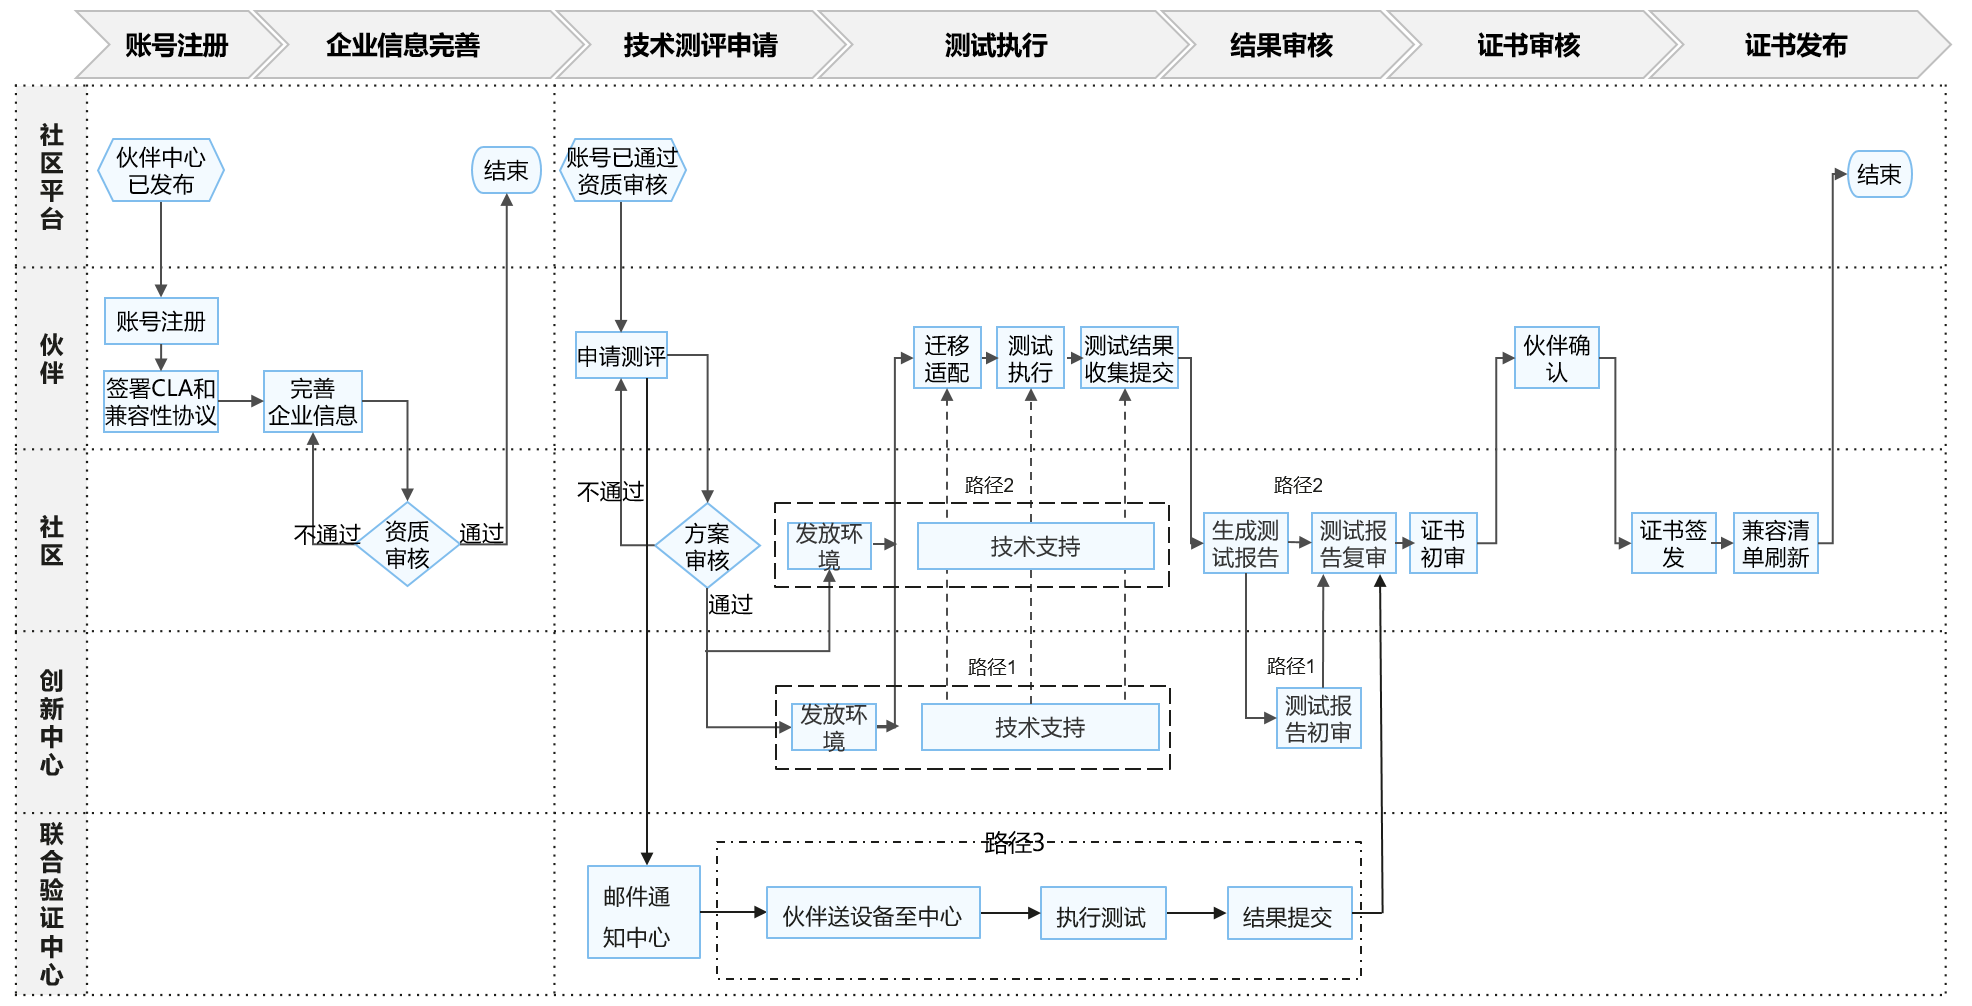 账号注册
企业信息完善
技术测评申请
测试执行
结果审核
证书审核
证书发布
社
区
平
台
伙伴中心
已发布
结束
账号已通过
资质审核
结束
伙
伴
账号注册
签署CLA和
兼容性协议
完善
企业信息
申请测评
迁移
适配
测试
执行
测试结果
收集提交
伙伴确
认
社
区
不通过
资质
审核
通过
不通过
方案
审核
通过
路径2
发放环
境
技术支持
路径2
生成测
试报告
测试报
告复审
证书
初审
证书签
发
兼容清
单刷新
创
新
中
心
路径1
发放环
境
技术支持
路径1
测试报
告初审
联
合
验
证
中
心
邮件通
知中心
路径3
伙伴送设备至中心
执行测试
结果提交